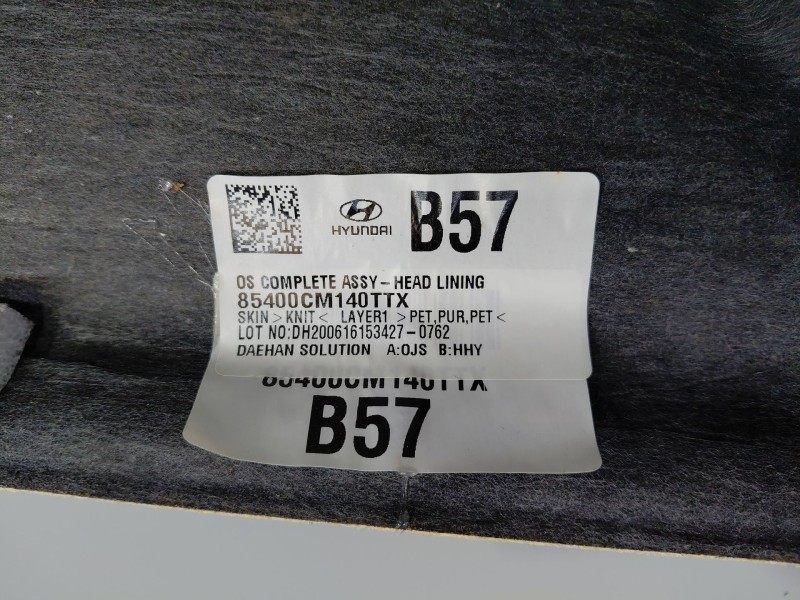 HYUNDAI B57
OS COMPLETE ASSY-HEAD LINING
85400CM140TTX
SKIN >KNIT< LAYER1 >PET,PUR,PET<
LOT NO:DH200616153427-0762
DAEHAN SOLUTION A:OJS B:HHY
85400CM140TTX
B57